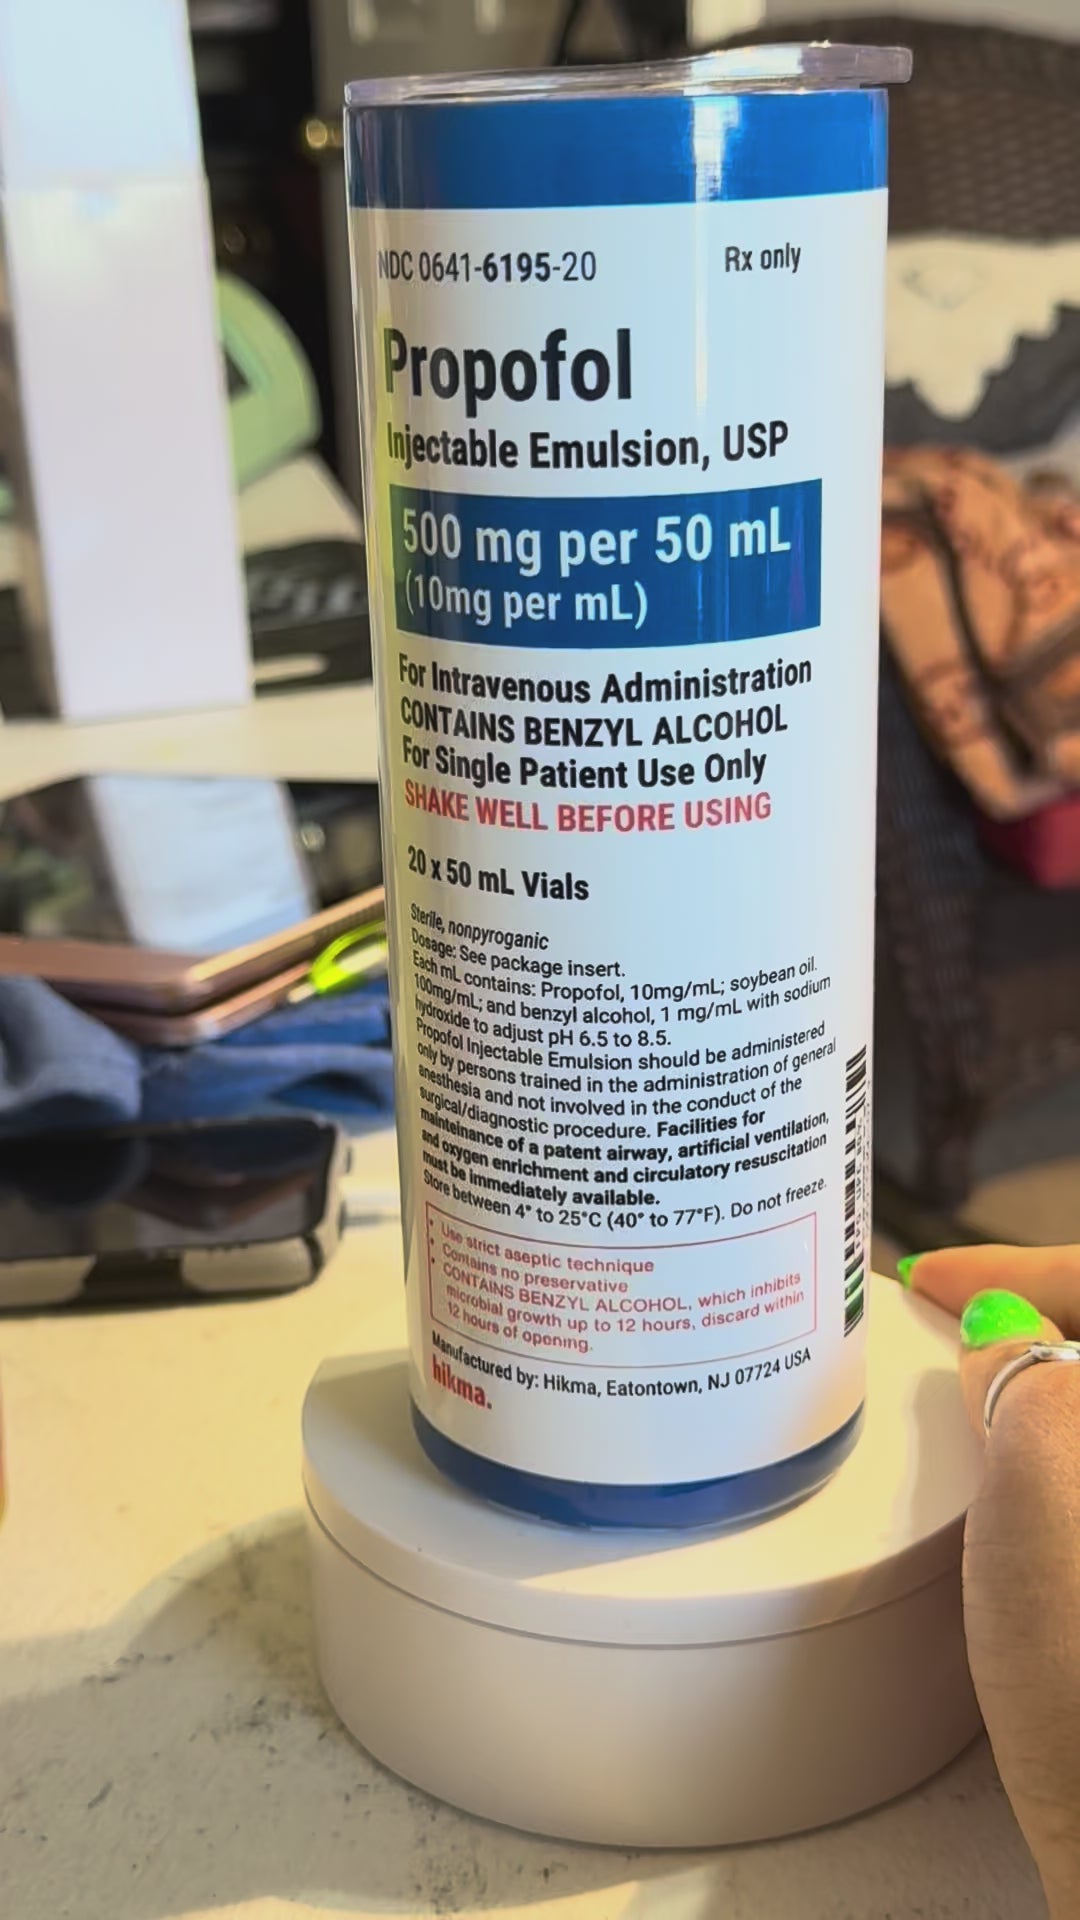 NDC 0641-6195-20
Rx only
Propofol
Injectable Emulsion, USP
500 mg per 50 mL
(10mg per mL)
For Intravenous Administration
CONTAINS BENZYL ALCOHOL
For Single Patient Use Only
SHAKE WELL BEFORE USING
20 x 50 mL Vials
Sterile, nonpyroganic
Dosage: See package insert.
Each mL contains: Propofol, 10mg/mL; soybean oil.
100mg/mL; and benzyl alcohol, 1 mg/mL with sodium
hydroxide to adjust pH 6.5 to 8.5.
Propofol Injectable Emulsion should be administered
only by persons trained in the administration of general
anesthesia and not involved in the conduct of the
surgical/diagnostic procedure. Facilities for
mainteinance of a patent airway, artificial ventilation,
and oxygen enrichment and circulatory resuscitation
must be immediately available.
Store between 4° to 25°C (40° to 77°F). Do not freeze.
• Use strict aseptic technique
• Contains no preservative
• CONTAINS BENZYL ALCOHOL, which inhibits
microbial growth up to 12 hours, discard within
12 hours of opening.
Manufactured by: Hikma, Eatontown, NJ 07724 USA
hikma.